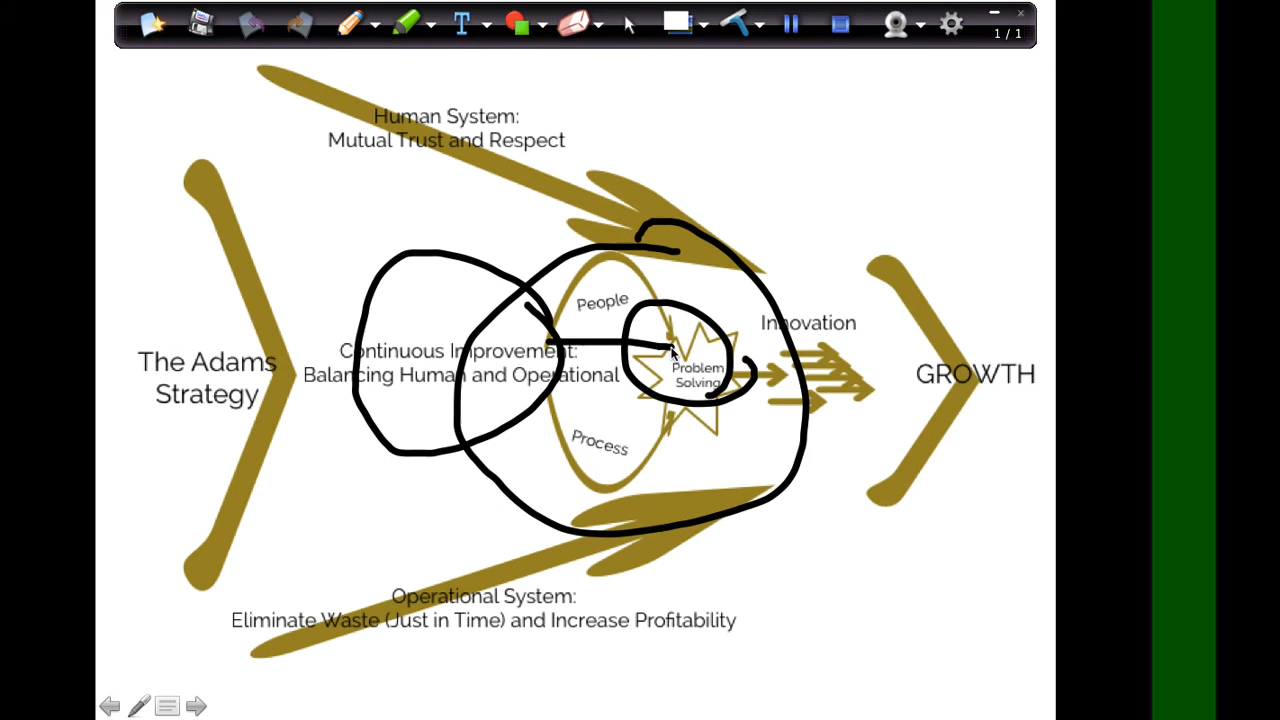 1 / 1
Human System:
Mutual Trust and Respect
People
Innovation
Continuous Improvement:
Balancing Human and Operational
The Adams
Strategy
Problem
Solving
GROWTH
Process
Operational System:
Eliminate Waste (Just in Time) and Increase Profitability